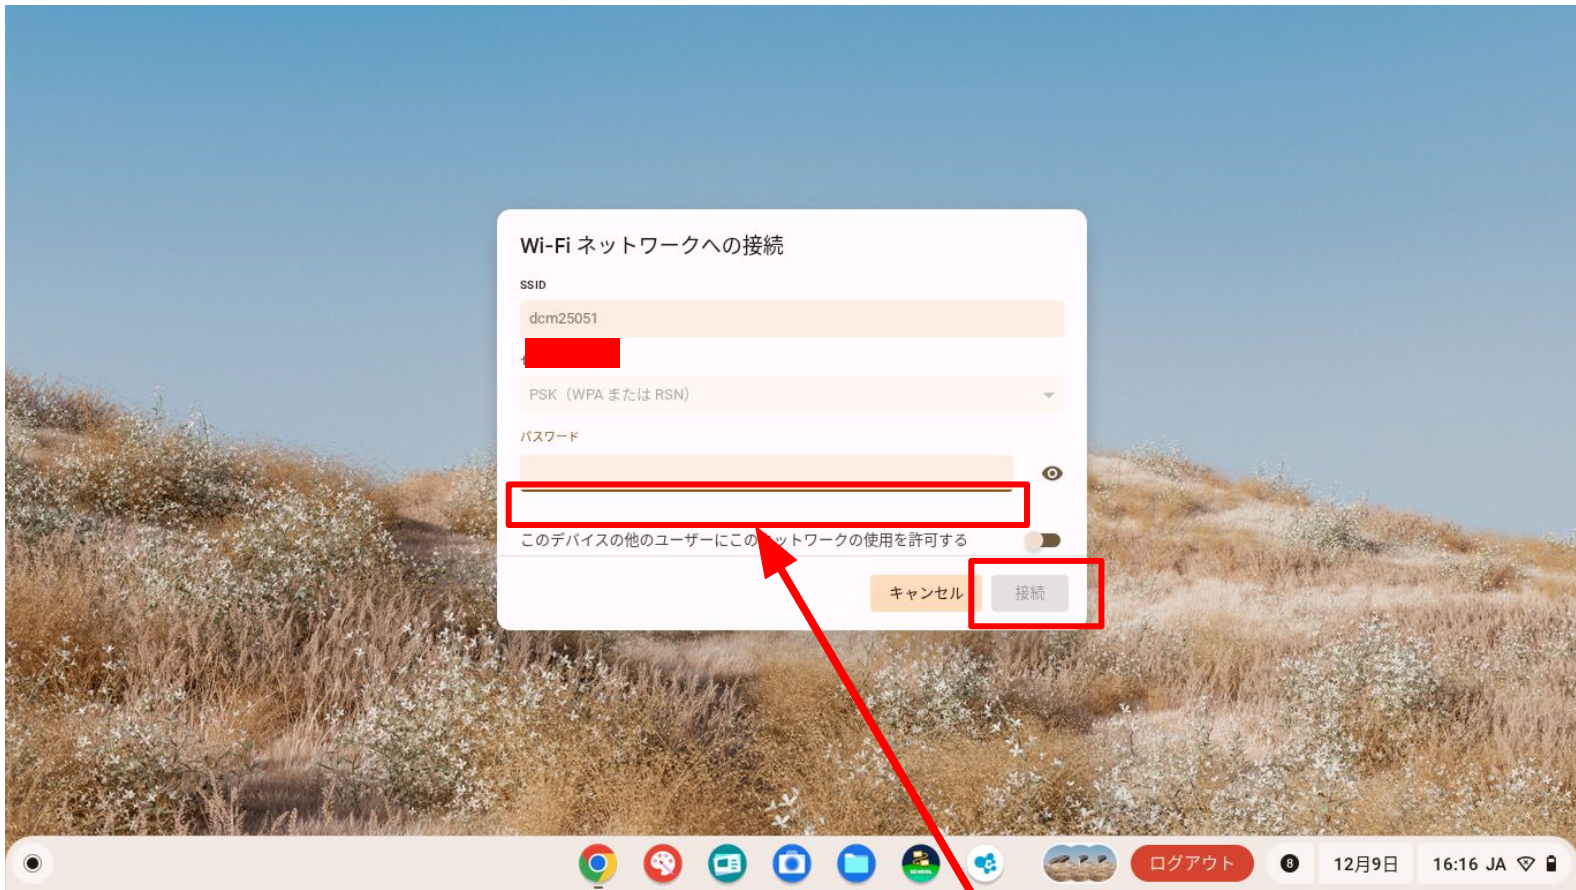 Wi-Fi ネットワークへの接続
SSID
dcm25051
PSK（WPA または RSN）
パスワード
このデバイスの他のユーザーにこのネットワークの使用を許可する
キャンセル
接続
SCHOOL
ログアウト
8
12月9日
16:16 JA